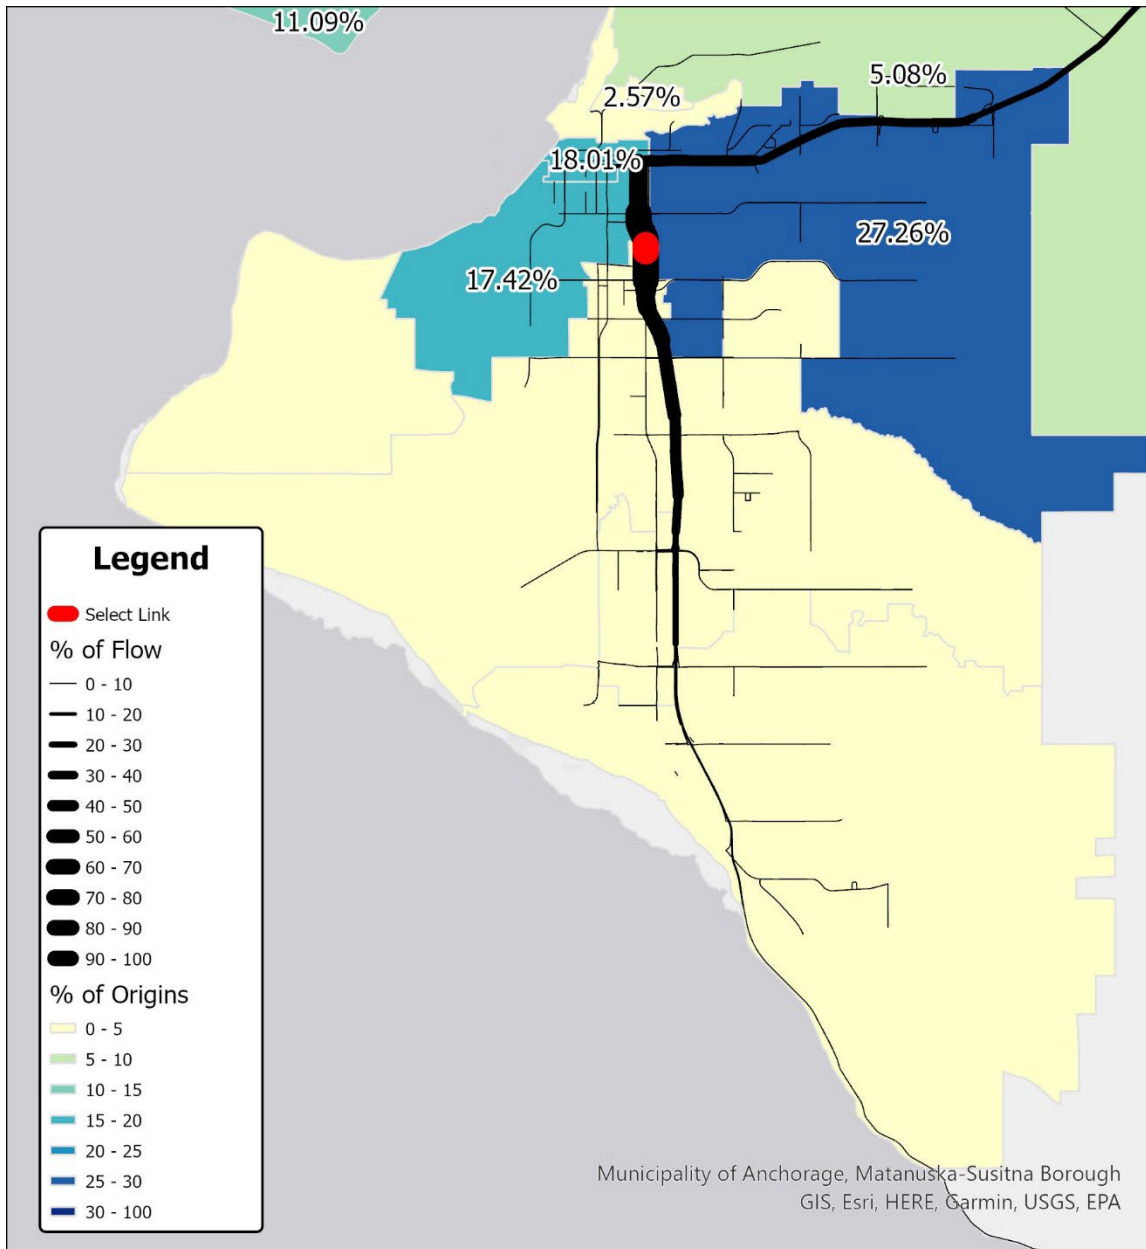 11.09%
5.08%
2.57%
18.01%
27.26%
17.42%
Legend
Select Link
% of Flow
0 - 10
10 - 20
20 - 30
30 - 40
40 - 50
50 - 60
60 - 70
70 - 80
80 - 90
90 - 100
% of Origins
0 - 5
5 - 10
10 - 15
15 - 20
20 - 25
25 - 30
30 - 100
Municipality of Anchorage, Matanuska-Susitna Borough
GIS, Esri, HERE, Garmin, USGS, EPA